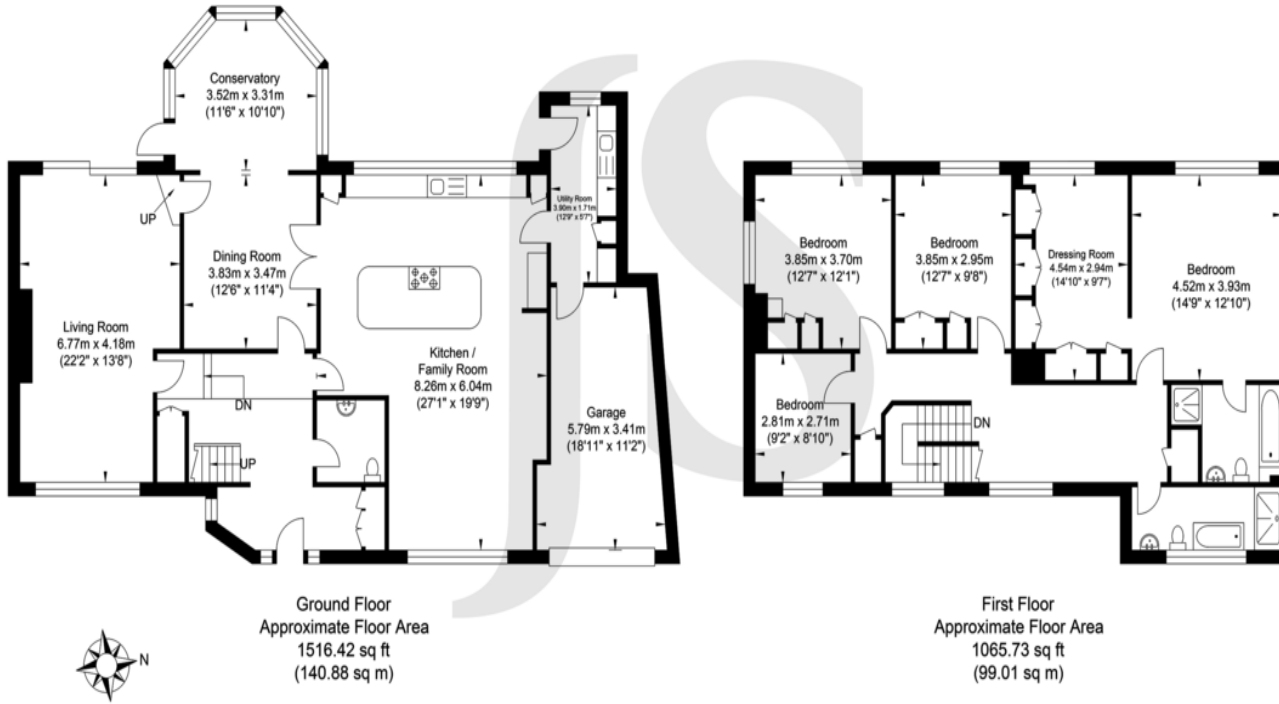 Conservatory
3.52m x 3.31m
(11'6" x 10'10")
UP
Dining Room
3.83m x 3.47m
(12'6" x 11'4")
Living Room
6.77m x 4.18m
(22'2" x 13'8")
DN
UP
Kitchen /
Family Room
8.26m x 6.04m
(27'1" x 19'9")
Utility Room
3.90m x 1.71m
(12'9" x 5'7")
Garage
5.79m x 3.41m
(18'11" x 11'2")
Ground Floor
Approximate Floor Area
1516.42 sq ft
(140.88 sq m)
N
JS
Bedroom
3.85m x 3.70m
(12'7" x 12'1")
Bedroom
3.85m x 2.95m
(12'7" x 9'8")
Dressing Room
4.54m x 2.94m
(14'10" x 9'7")
Bedroom
4.52m x 3.93m
(14'9" x 12'10")
Bedroom
2.81m x 2.71m
(9'2" x 8'10")
DN
First Floor
Approximate Floor Area
1065.73 sq ft
(99.01 sq m)